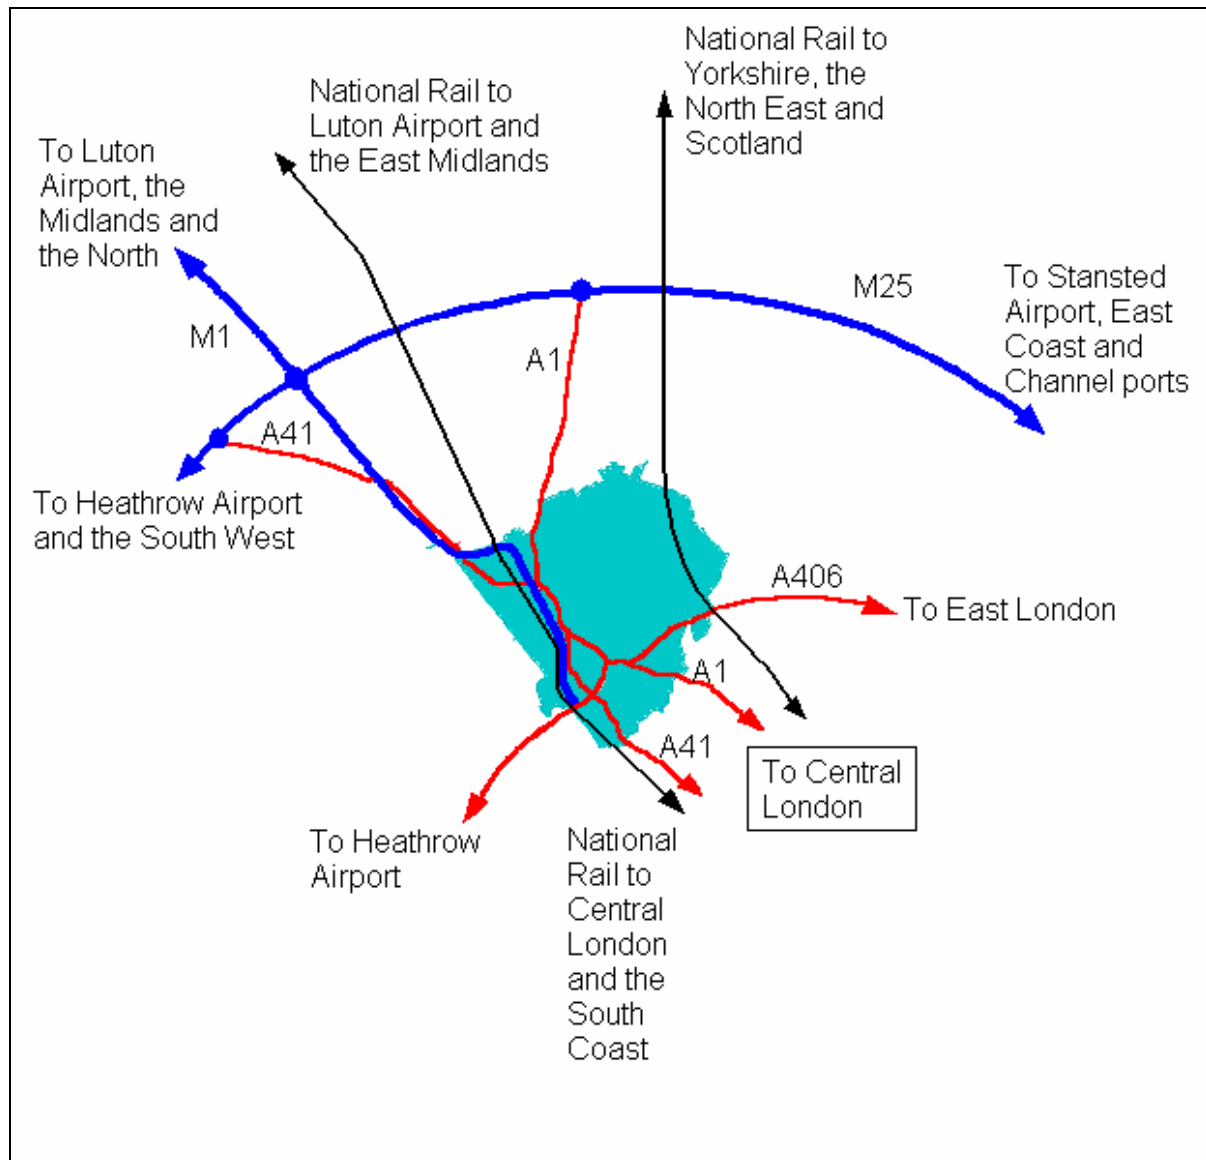 National Rail to
Yorkshire, the
North East and
Scotland
National Rail to
Luton Airport and
the East Midlands
To Luton
Airport, the
Midlands and
the North
M1
A41
A1
M25
To Stansted
Airport, East
Coast and
Channel ports
To Heathrow Airport
and the South West
A406
To East London
A1
A41
To Central
London
To Heathrow
Airport
National
Rail to
Central
London
and the
South
Coast